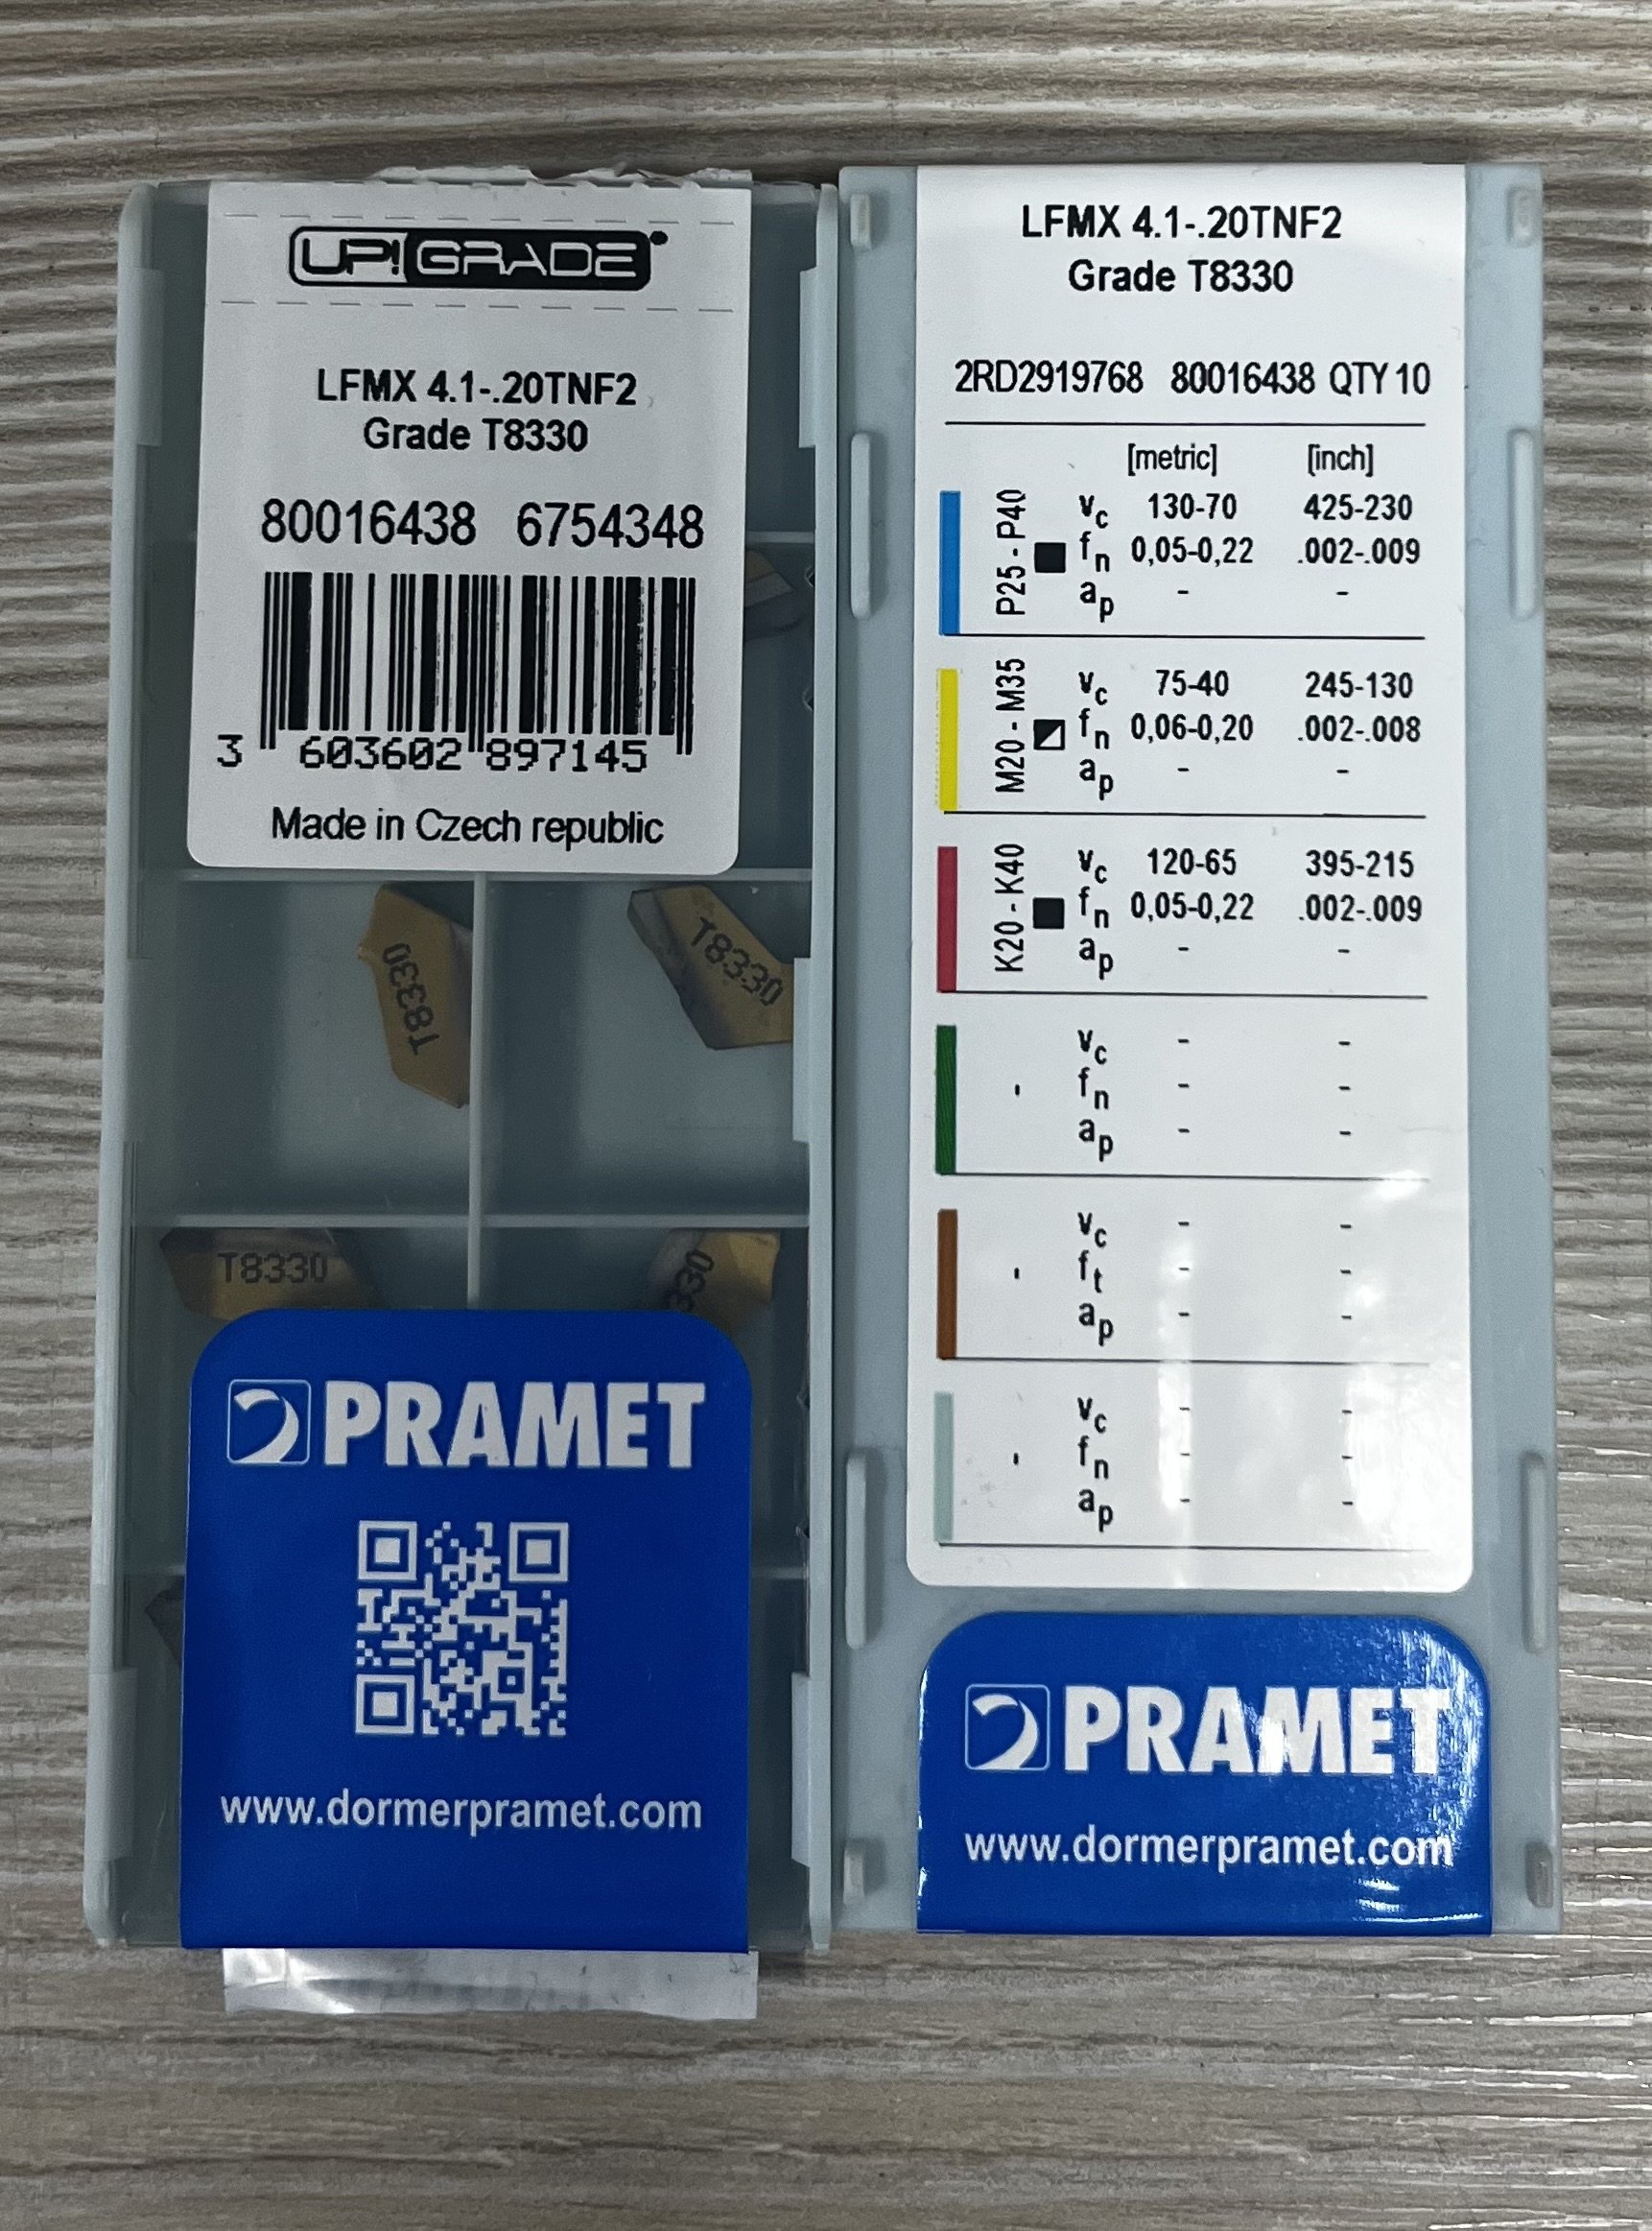 UP!GRADE
LFMX 4.1-.20TNF2
Grade T8330
80016438 6754348
3 603602 897145
Made in Czech republic
T8330
T8330
T8330
330
PRAMET
www.dormerpramet.com
LFMX 4.1-.20TNF2
Grade T8330
2RD2919768 80016438 QTY 10
[metric] [inch]
P25 - P40
vc 130-70 425-230
fn 0,05-0,22 .002-.009
ap - -
M20 - M35
vc 75-40 245-130
fn 0,06-0,20 .002-.008
ap - -
K20 - K40
vc 120-65 395-215
fn 0,05-0,22 .002-.009
ap - -
vc - -
fn - -
ap - -
vc - -
ft - -
ap - -
vc - -
fn - -
ap - -
PRAMET
www.dormerpramet.com